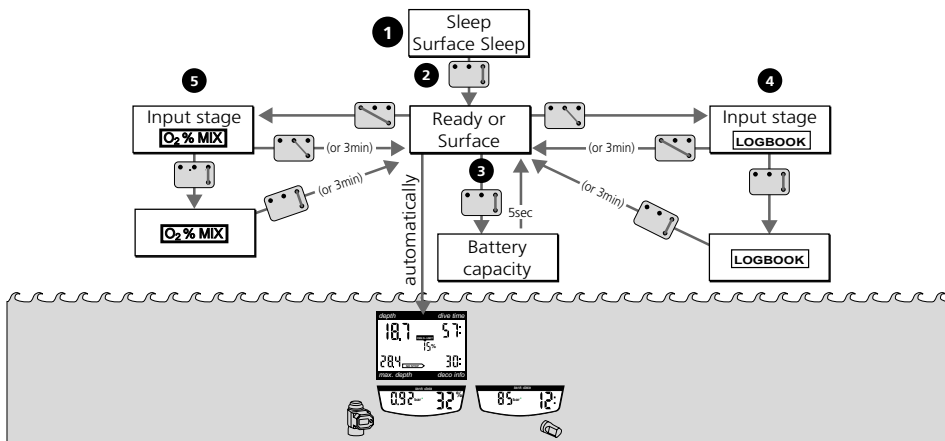 1
Sleep
Surface Sleep
2
5
4
Input stage
O2 % MIX
Ready or
Surface
Input stage
LOGBOOK
(or 3min)
(or 3min)
3
(or 3min)
(or 3min)
5sec
automatically
O2 % MIX
Battery
capacity
LOGBOOK
depth
dive time
18.7
57:
15%
28.4
30:
max. depth
deco info
0.92bar
32%
85bar
12: